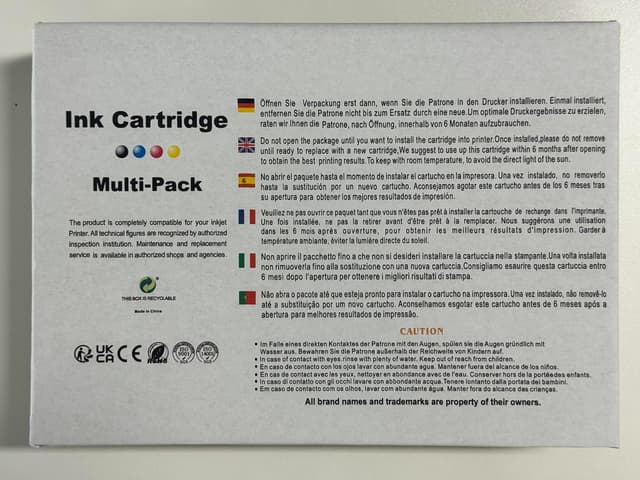 Ink Cartridge
Multi-Pack
The product is completely compatible for your inkjet
Printer. All technical figures are recognized by authorized
inspection institution. Maintenance and replacement
service is available in authorized shops and agencies.
THIS BOX IS RECYCLABLE
Made in China
UK
CA
CE
ISO
9001
ISO
14001
Öffnen Sie Verpackung erst dann, wenn Sie die Patrone in den Drucker installieren. Einmal installiert,
entfernen Sie die Patrone nicht bis zum Ersatz durch eine neue.Um optimale Druckergebnisse zu erzielen,
raten wir Ihnen die Patrone, nach Öffnung, innerhalb von 6 Monaten aufzubrauchen.
Do not open the package until you want to install the cartridge into printer.Once installed,please do not remove
until ready to replace with a new cartridge,We suggest to use up this cartridge within 6 months after opening
to obtain the best printing results.To keep with room temperature, to avoid the direct light of the sun.
No abrir el paquete hasta el momento de instalar el cartucho en la impresora. Una vez instalado, no removerlo
hasta la sustitución por un novo cartucho. Aconsejamos agotar este cartucho antes de los 6 meses tras
su apertura para obtener los mejores resultados de impresión.
Veuillez ne pas ouvrir ce paquet tant que vous n'êtes pas prêt à installer la cartouche de rechange dans l'imprimante.
Une fois installée, ne pas la retirer avant d'être prêt à la remplacer. Nous suggérons une utilisation
dans les 6 mois après ouverture, pour obtenir les meilleurs résultats d'impression. Garder à
température ambiante, éviter la lumière directe du soleil.
Non aprire il pacchetto fino a che non si desideri installare la cartuccia nella stampante.Una volta installata
non rimuoverla fino alla sostituzione con una nuova cartuccia.Consigliamo esaurire questa cartuccia entro
6 mesi dopo l'apertura per ottenere i migliori risultati di stampa.
Não abra o pacote até que esteja pronto para instalar o cartucho na impressora. Uma vez instalado, não removê-lo
até a substituição por um novo cartucho. Aconselhamos esgotar este cartucho antes de 6 meses após a
abertura para melhores resultados de impressão.
CAUTION
• Im Falle eines direkten Kontaktes der Patrone mit den Augen, spülen sie die Augen gründlich mit
Wasser aus. Bewahren Sie die Patrone außerhalb der Reichweite von Kindern auf.
• In case of contact with eyes.rinse with plenty of water. Keep out of reach from children.
• En caso de contacto con los ojos lavar con abundante agua. Mantener fuera del alcance de los niños.
• En cas de contact avec les yeux, nettoyer en abondance avec de l'eau. Conserver hors de la portéedes enfants.
• In casso di contatto con gli occhi lavare con abbondante acqua.Tenere lontanto dalla portata dei bambini.
• Em caso de contacto com os olhos, lavar com abundante água. Manter fora do alcance das crianças.
All brand names and trademarks are property of their owners.